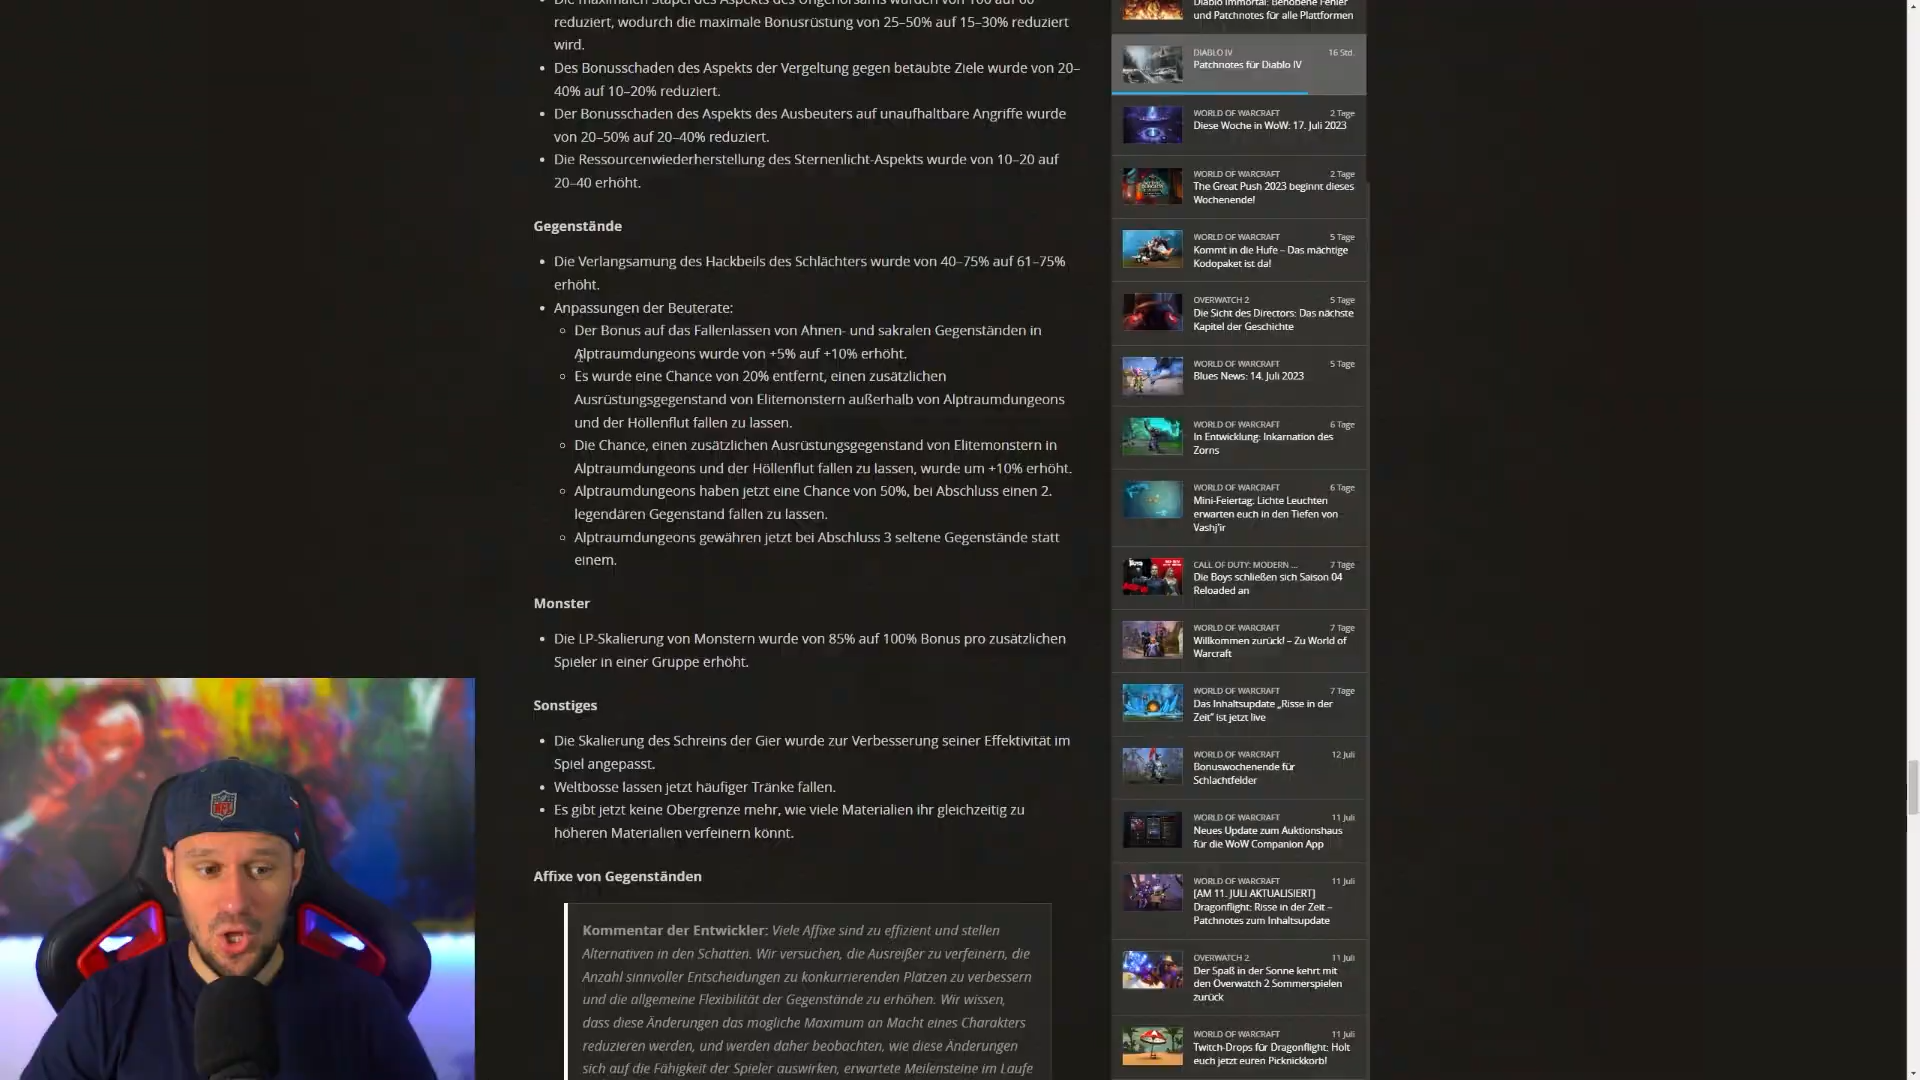 Die maximalen Stapel des Aspekts des Ungehorsams wurden von 100 auf 60
reduziert, wodurch die maximale Bonusrüstung von 25–50% auf 15–30% reduziert
wird.
Des Bonusschaden des Aspekts der Vergeltung gegen betäubte Ziele wurde von 20–
40% auf 10–20% reduziert.
Der Bonusschaden des Aspekts des Ausbeuters auf unaufhaltbare Angriffe wurde
von 20–50% auf 20–40% reduziert.
Die Ressourcenwiederherstellung des Sternenlicht-Aspekts wurde von 10–20 auf
20–40 erhöht.
Gegenstände
Die Verlangsamung des Hackbeils des Schlächters wurde von 40–75% auf 61–75%
erhöht.
Anpassungen der Beuterate:
Der Bonus auf das Fallenlassen von Ahnen- und sakralen Gegenständen in
Alptraumdungeons wurde von +5% auf +10% erhöht.
Es wurde eine Chance von 20% entfernt, einen zusätzlichen
Ausrüstungsgegenstand von Elitemonstern außerhalb von Alptraumdungeons
und der Höllenflut fallen zu lassen.
Die Chance, einen zusätzlichen Ausrüstungsgegenstand von Elitemonstern in
Alptraumdungeons und der Höllenflut fallen zu lassen, wurde um +10% erhöht.
Alptraumdungeons haben jetzt eine Chance von 50%, bei Abschluss einen 2.
legendären Gegenstand fallen zu lassen.
Alptraumdungeons gewähren jetzt bei Abschluss 3 seltene Gegenstände statt
einem.
Monster
Die LP-Skalierung von Monstern wurde von 85% auf 100% Bonus pro zusätzlichen
Spieler in einer Gruppe erhöht.
Sonstiges
Die Skalierung des Schreins der Gier wurde zur Verbesserung seiner Effektivität im
Spiel angepasst.
Weltbosse lassen jetzt häufiger Tränke fallen.
Es gibt jetzt keine Obergrenze mehr, wie viele Materialien ihr gleichzeitig zu
höheren Materialien verfeinern könnt.
Affixe von Gegenständen
Kommentar der Entwickler: Viele Affixe sind zu effizient und stellen
Alternativen in den Schatten. Wir versuchen, die Ausreißer zu verfeinern, die
Anzahl sinnvoller Entscheidungen zu konkurrierenden Plätzen zu verbessern
und die allgemeine Flexibilität der Gegenstände zu erhöhen. Wir wissen,
dass diese Änderungen das mögliche Maximum an Macht eines Charakters
reduzieren werden, und werden daher beobachten, wie diese Änderungen
sich auf die Fähigkeit der Spieler auswirken, erwartete Meilensteine im Laufe
Diablo Immortal: Behobene Fehler
und Patchnotes für alle Plattformen
DIABLO IV 16 Std.
Patchnotes für Diablo IV
WORLD OF WARCRAFT 2 Tage
Diese Woche in WoW: 17. Juli 2023
WORLD OF WARCRAFT 2 Tage
The Great Push 2023 beginnt dieses
Wochenende!
WORLD OF WARCRAFT 5 Tage
Kommt in die Hufe – Das mächtige
Kodopaket ist da!
OVERWATCH 2 5 Tage
Die Sicht des Directors: Das nächste
Kapitel der Geschichte
WORLD OF WARCRAFT 5 Tage
Blues News: 14. Juli 2023
WORLD OF WARCRAFT 6 Tage
In Entwicklung: Inkarnation des
Zorns
WORLD OF WARCRAFT 6 Tage
Mini-Feiertag: Lichte Leuchten
erwarten euch in den Tiefen von
Vashj'ir
CALL OF DUTY: MODERN ... 7 Tage
Die Boys schließen sich Saison 04
Reloaded an
WORLD OF WARCRAFT 7 Tage
Willkommen zurück! – Zu World of
Warcraft
WORLD OF WARCRAFT 7 Tage
Das Inhaltsupdate „Risse in der
Zeit“ ist jetzt live
WORLD OF WARCRAFT 12 Juli
Bonuswochenende für
Schlachtfelder
WORLD OF WARCRAFT 11 Juli
Neues Update zum Auktionshaus
für die WoW Companion App
WORLD OF WARCRAFT 11 Juli
[AM 11. JULI AKTUALISIERT]
Dragonflight: Risse in der Zeit –
Patchnotes zum Inhaltsupdate
OVERWATCH 2 11 Juli
Der Spaß in der Sonne kehrt mit
den Overwatch 2 Sommerspielen
zurück
WORLD OF WARCRAFT 11 Juli
Twitch-Drops für Dragonflight: Holt
euch jetzt euren Picknickkorb!
NFL